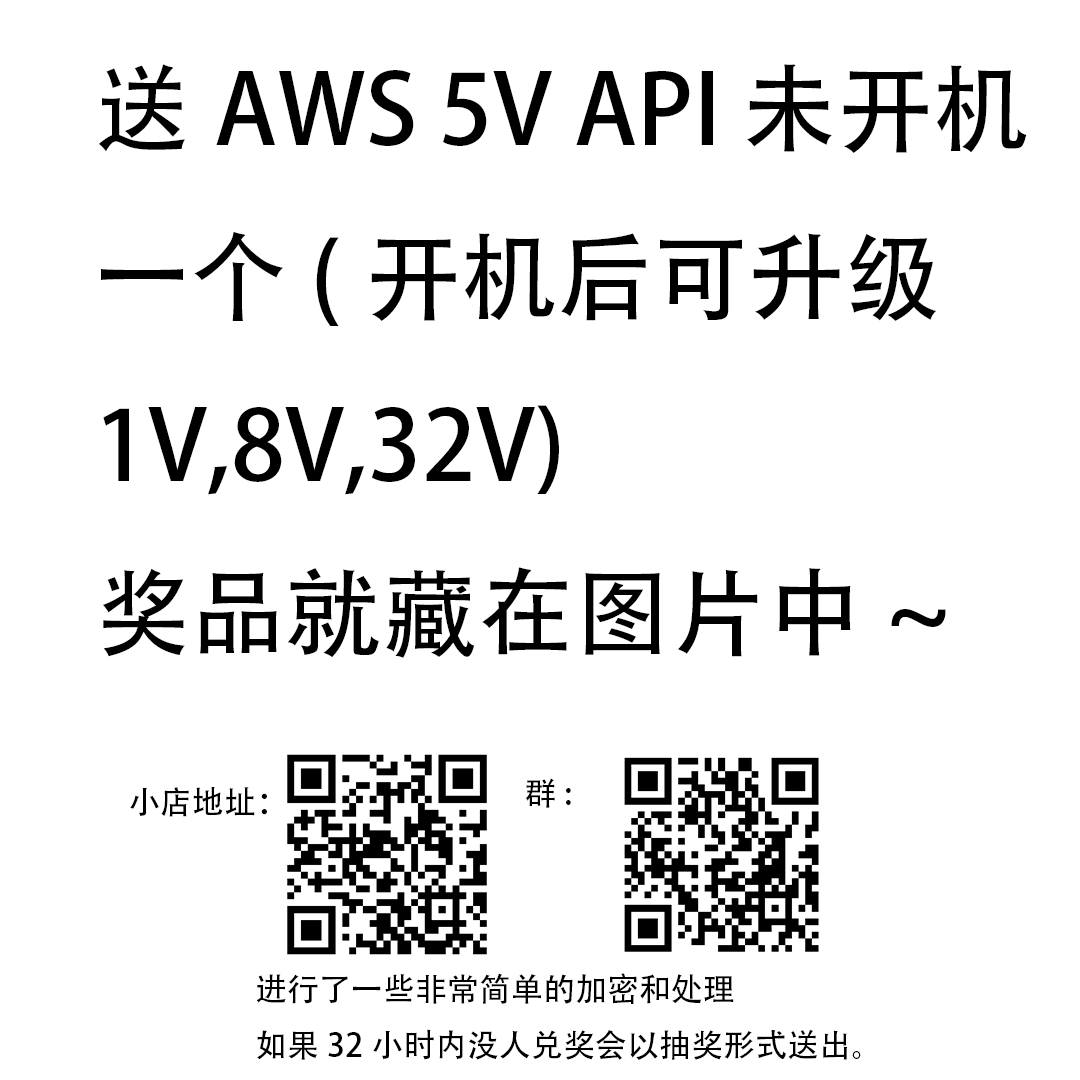 送 AWS 5V API 未开机
一个 ( 开机后可升级
1V,8V,32V)
奖品就藏在图片中 ~
小店地址：
群：
进行了一些非常简单的加密和处理
如果 32 小时内没人兑奖会以抽奖形式送出。